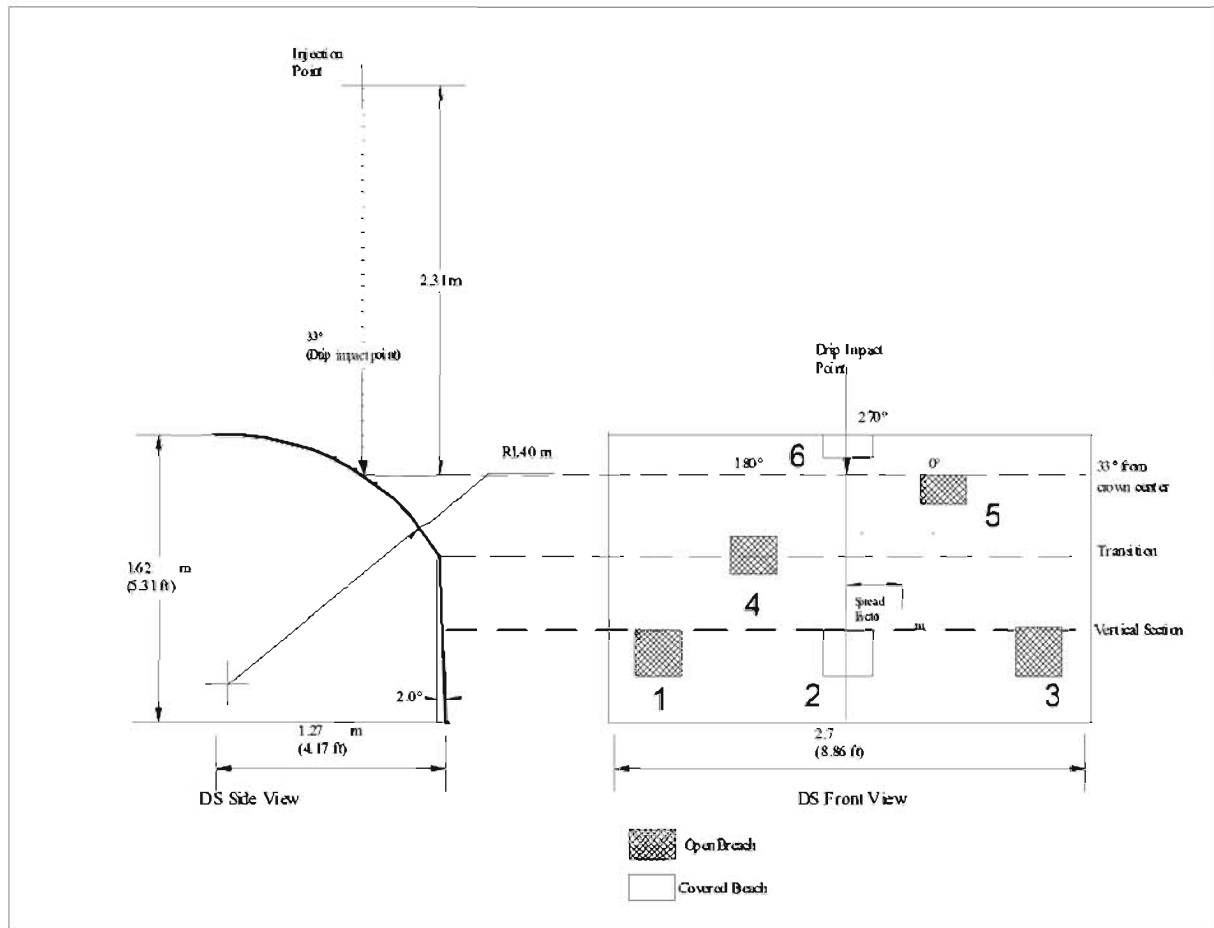 Injection
Point
2.31 m
33°
(Drip impact point)
Drip Impact
Point
270°
6
R1.40 m
180°
0°
33° from
crown center
5
1.62 m
(5.31 ft)
Transition
4
Spread
Facto
m
Vertical Section
2.0°
1
2
3
1.27 m
(4.17 ft)
2.7
(8.86 ft)
DS Side View
DS Front View
Open Breach
Covered Beach